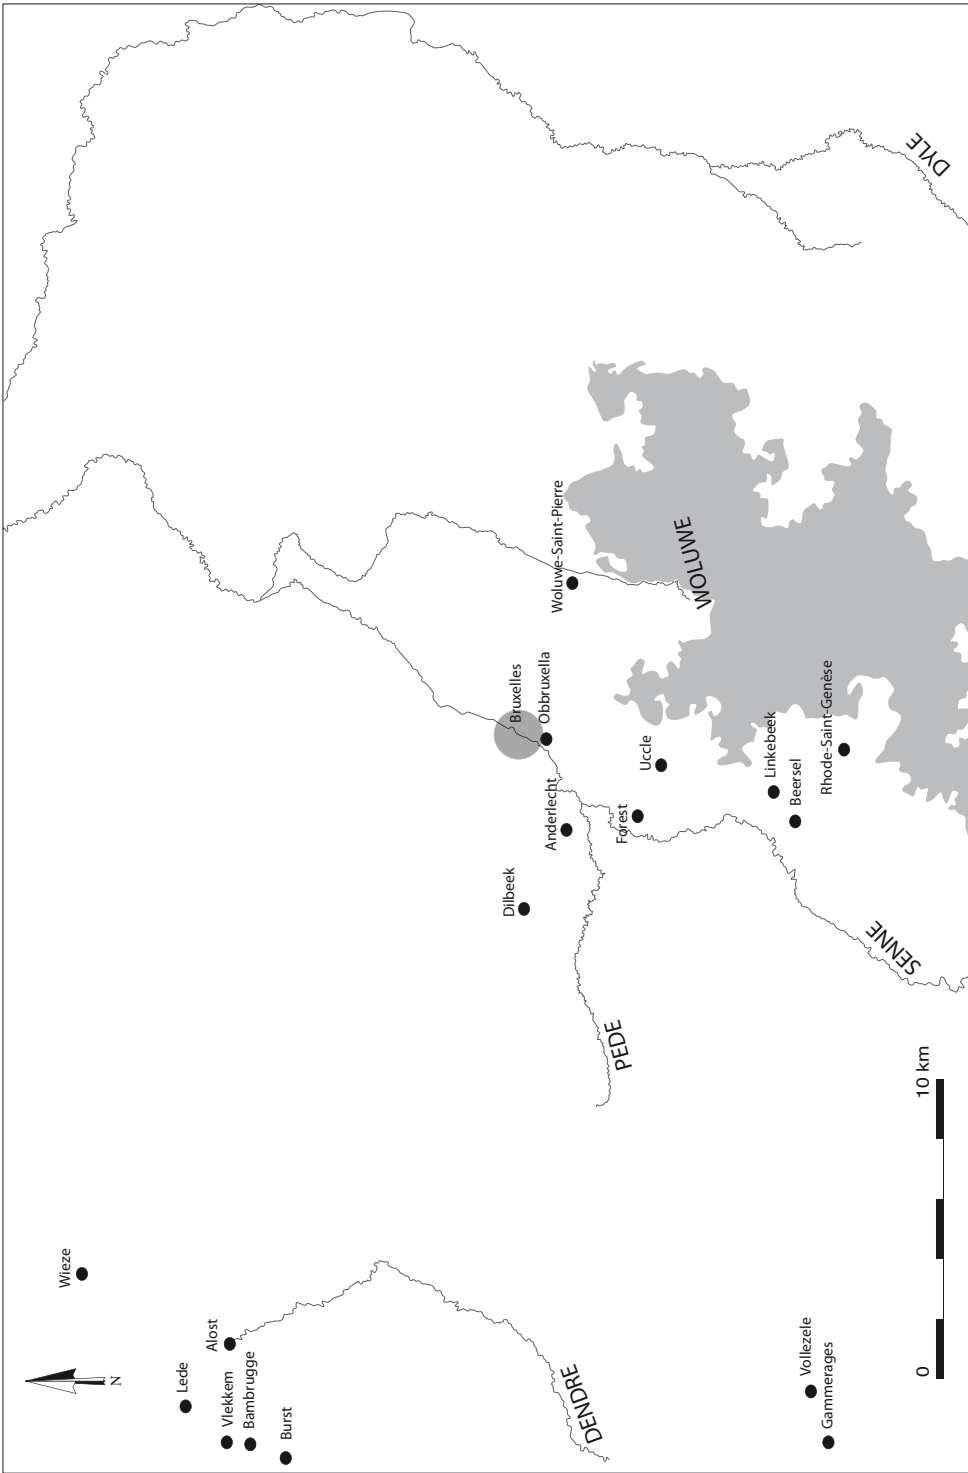 Wieze
Lede
Alost
Vlekkem
Bambrugge
Burst
N
DENDRE
Vollezele
Gammerages
0
10 km
PEDE
Dilbeek
Anderlecht
Bruxelles
Obbruxella
Forest
Uccle
Linkebeek
Beersel
Rhode-Saint-Genèse
SENNE
Woluwe-Saint-Pierre
WOLUWE
DYLE